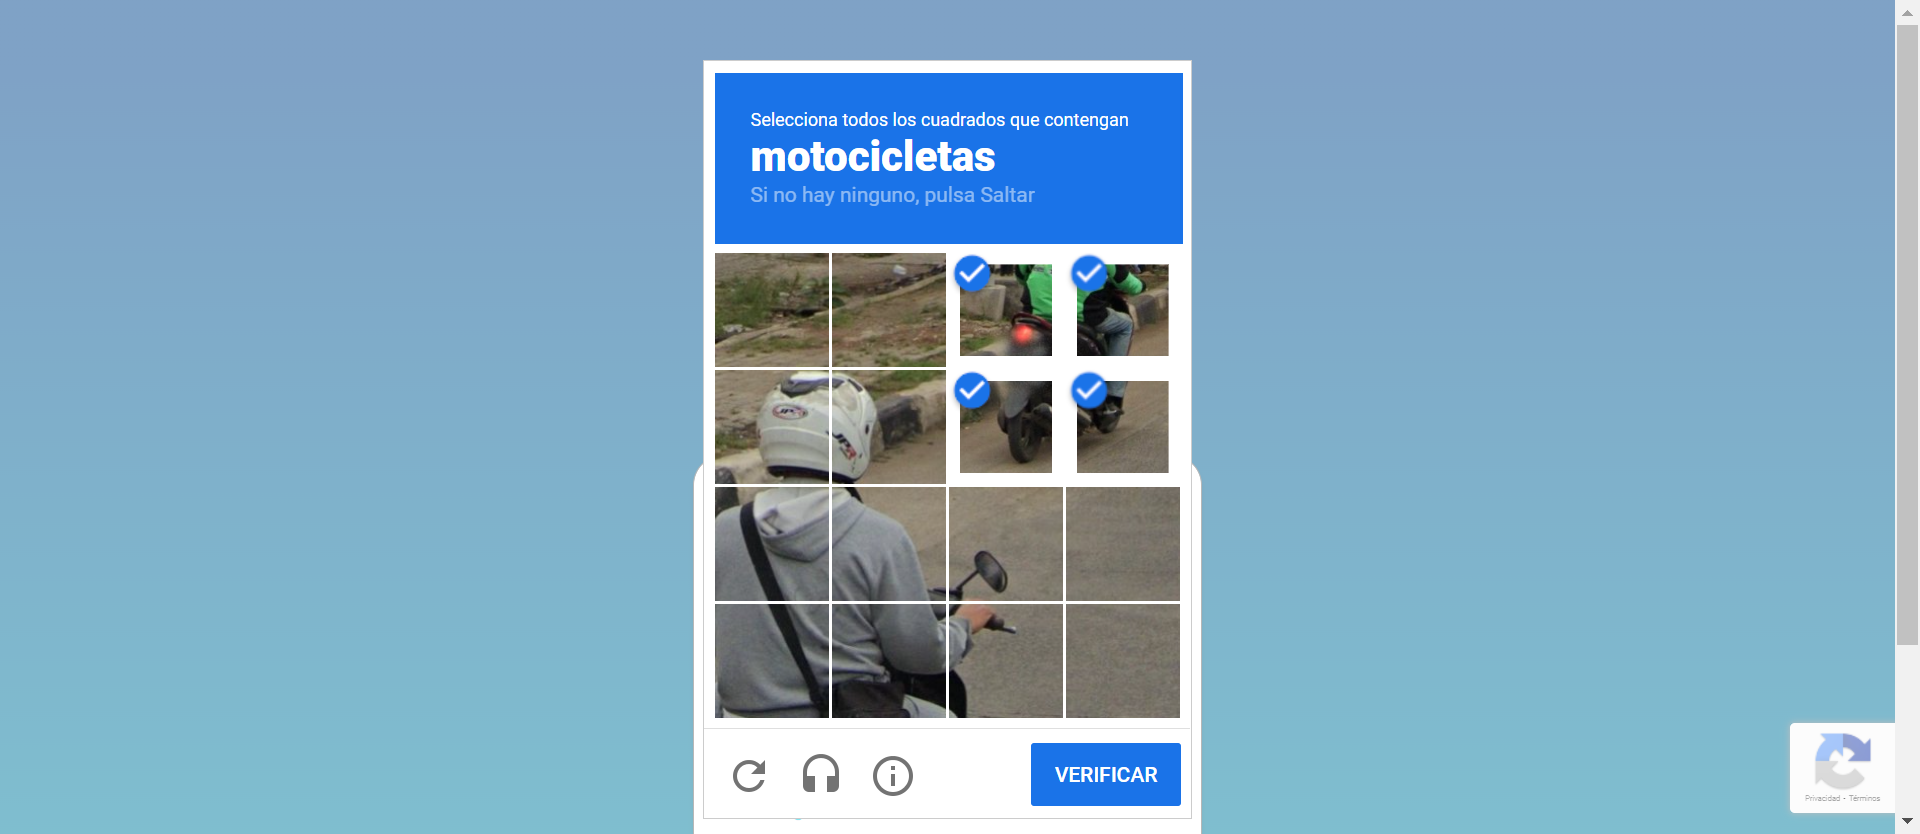 Selecciona todos los cuadrados que contengan
motocicletas
Si no hay ninguno, pulsa Saltar
VERIFICAR
Privacidad - Términos